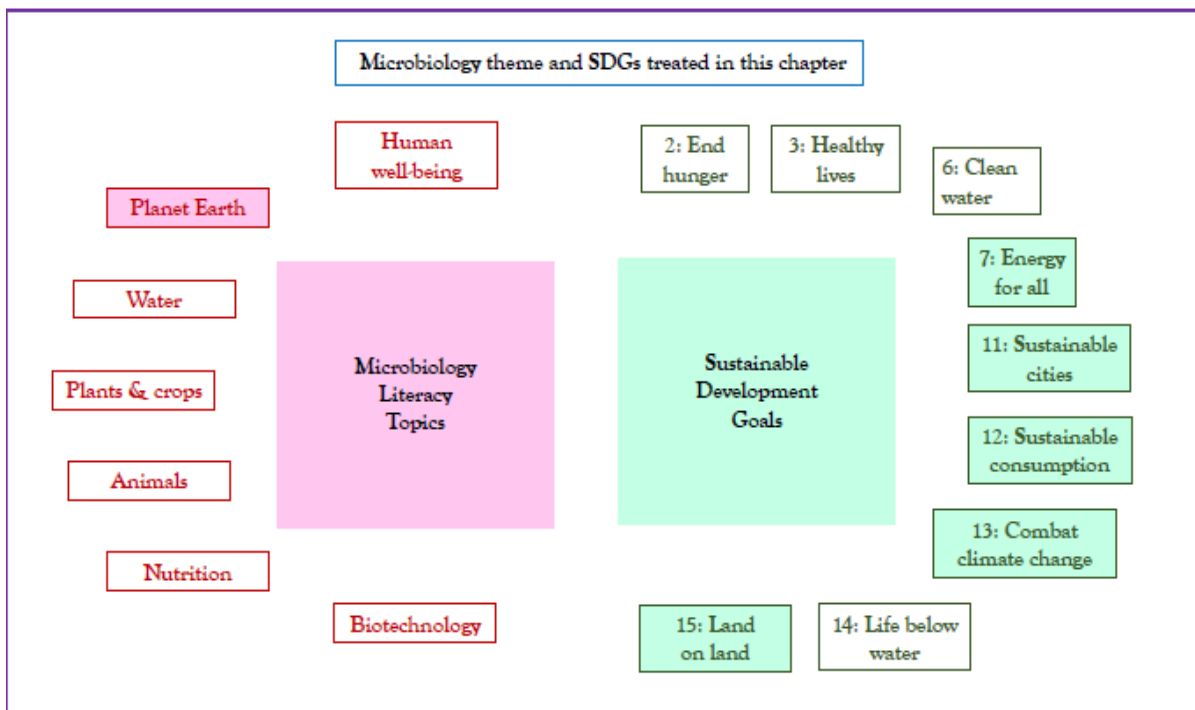 Microbiology theme and SDGs treated in this chapter
Human
well-being
Planet Earth
Water
Plants & crops
Animals
Nutrition
Biotechnology
Microbiology
Literacy
Topics
Sustainable
Development
Goals
2: End
hunger
3: Healthy
lives
6: Clean
water
7: Energy
for all
11: Sustainable
cities
12: Sustainable
consumption
13: Combat
climate change
14: Life below
water
15: Land
on land